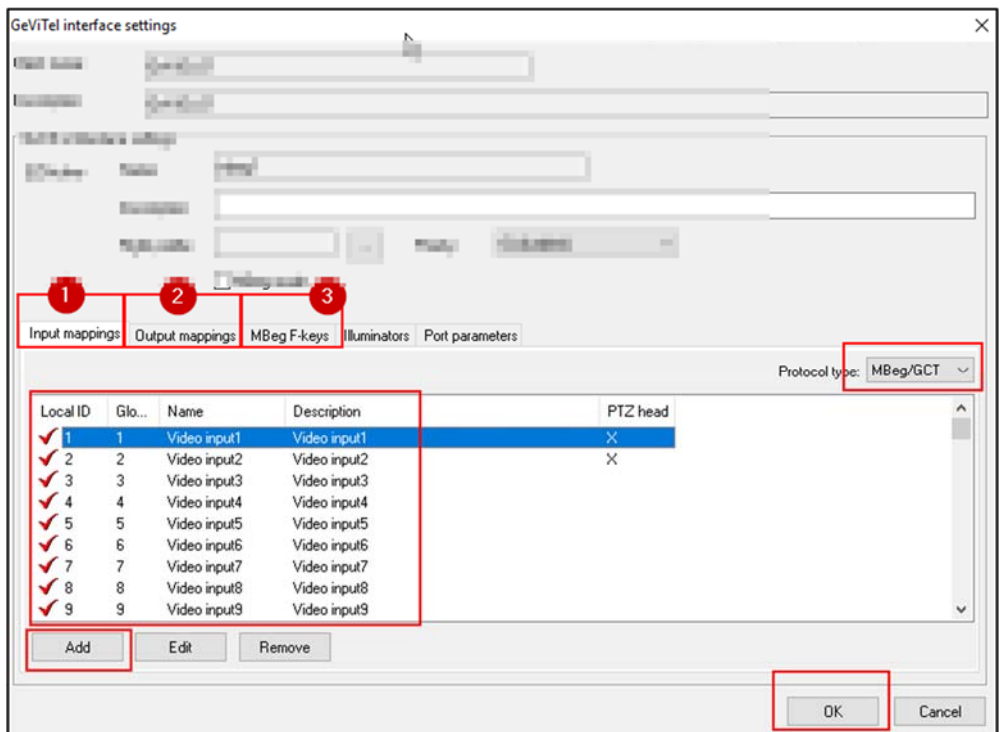 GeViTel interface settings
1 2 3
Input mappings Output mappings MBeg F-keys Illuminators Port parameters
Protocol type: MBeg/GCT
Local ID Glo... Name Description PTZ head
1 1 Video input1 Video input1 X
2 2 Video input2 Video input2 X
3 3 Video input3 Video input3
4 4 Video input4 Video input4
5 5 Video input5 Video input5
6 6 Video input6 Video input6
7 7 Video input7 Video input7
8 8 Video input8 Video input8
9 9 Video input9 Video input9
Add Edit Remove
OK Cancel